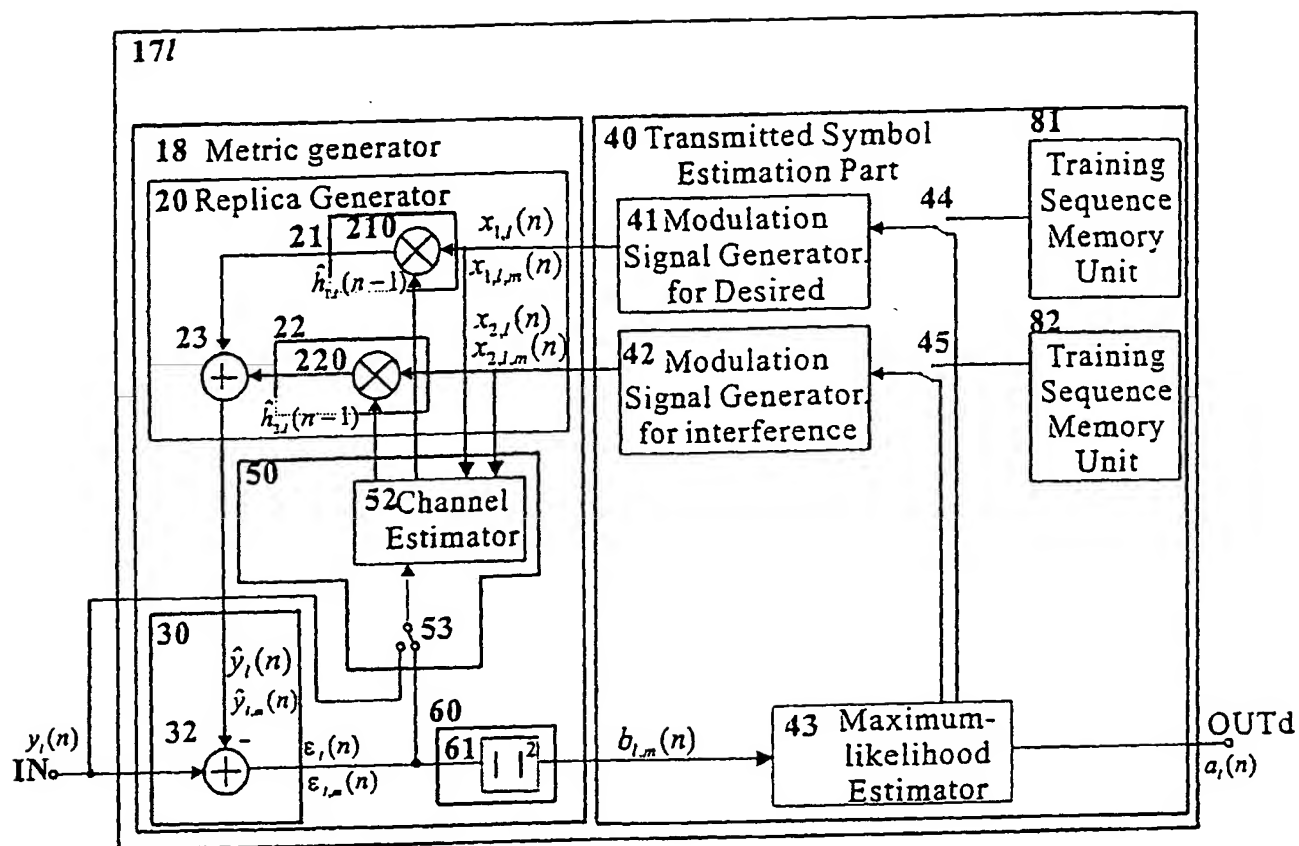 17l
18 Metric generator
20 Replica Generator
21
210
x₁,ₗ(n)
x₁,ₗ,ₘ(n)
ĥ₁,ₗ(n-1)
x₂,ₗ(n)
x₂,ₗ,ₘ(n)
22
23
220
ĥ₂,ₗ(n-1)
50
52 Channel
Estimator
53
30
ŷₗ(n)
ŷₗ,ₘ(n)
32
-
yₗ(n)
IN
εₗ(n)
εₗ,ₘ(n)
60
61 | |²
bₗ,ₘ(n)
40 Transmitted Symbol
Estimation Part
41 Modulation
Signal Generator.
for Desired
42 Modulation
Signal Generator.
for interference
44
45
81
Training
Sequence
Memory
Unit
82
Training
Sequence
Memory
Unit
43 Maximum-
likelihood
Estimator
OUTd
aₗ(n)